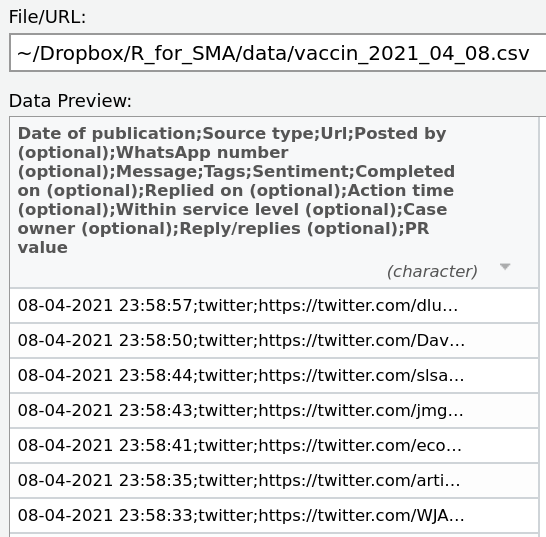 File/URL:
~/Dropbox/R_for_SMA/data/vaccin_2021_04_08.csv
Data Preview:
Date of publication;Source type;Url;Posted by
(optional);WhatsApp number
(optional);Message;Tags;Sentiment;Completed
on (optional);Replied on (optional);Action time
(optional);Within service level (optional);Case
owner (optional);Reply/replies (optional);PR
value
(character)
08-04-2021 23:58:57;twitter;https://twitter.com/dlu...
08-04-2021 23:58:50;twitter;https://twitter.com/Dav...
08-04-2021 23:58:44;twitter;https://twitter.com/slsa...
08-04-2021 23:58:43;twitter;https://twitter.com/jmg...
08-04-2021 23:58:41;twitter;https://twitter.com/eco...
08-04-2021 23:58:35;twitter;https://twitter.com/arti...
08-04-2021 23:58:33;twitter;https://twitter.com/WJA...